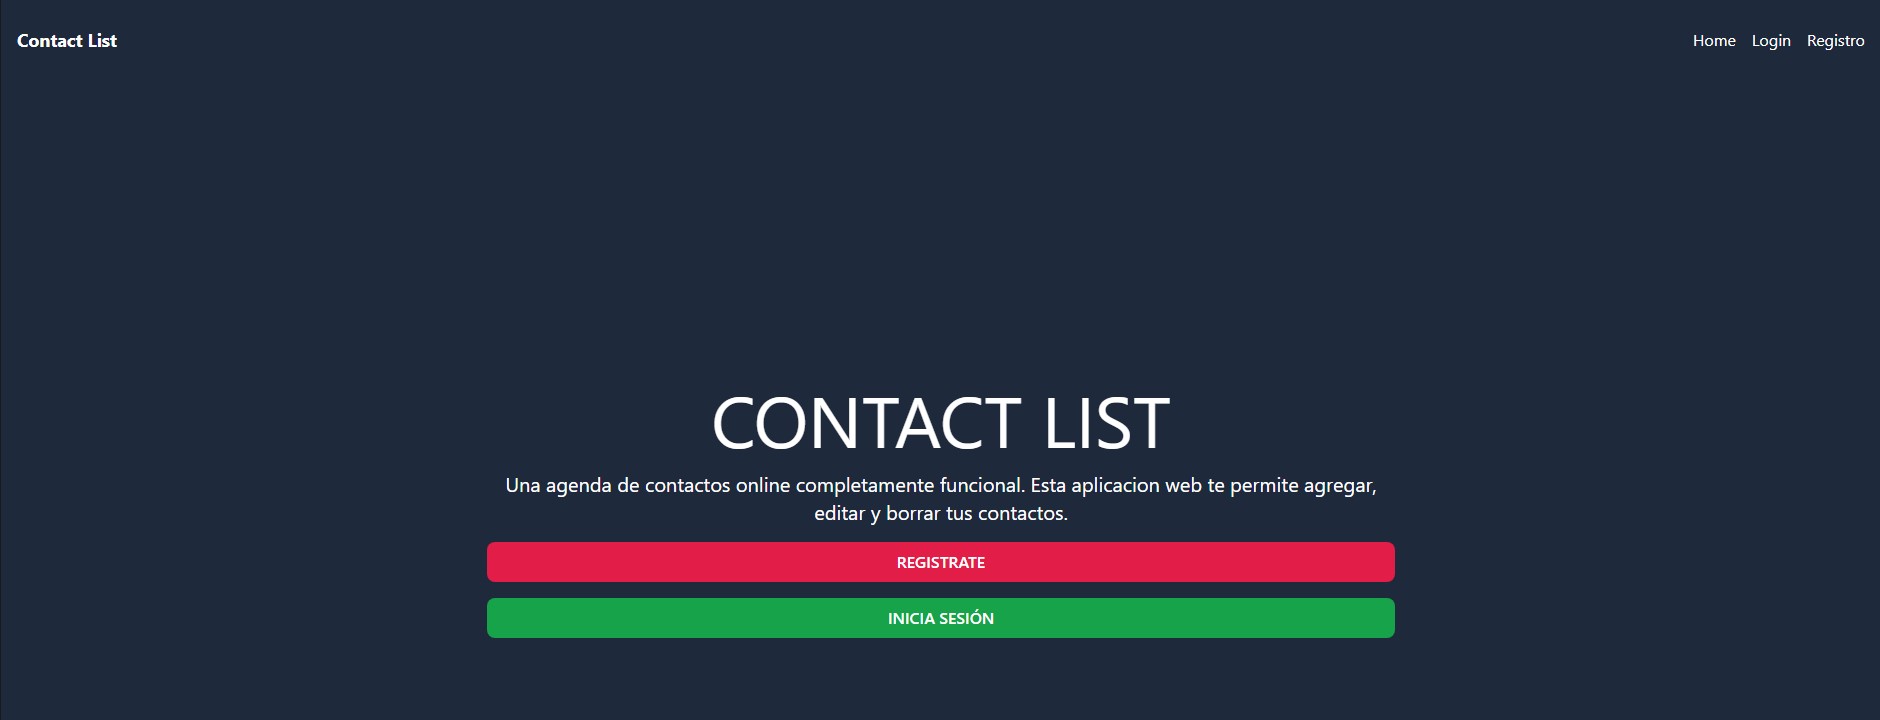 Contact List
Home Login Registro
CONTACT LIST
Una agenda de contactos online completamente funcional. Esta aplicacion web te permite agregar,
editar y borrar tus contactos.
REGISTRATE
INICIA SESIÓN